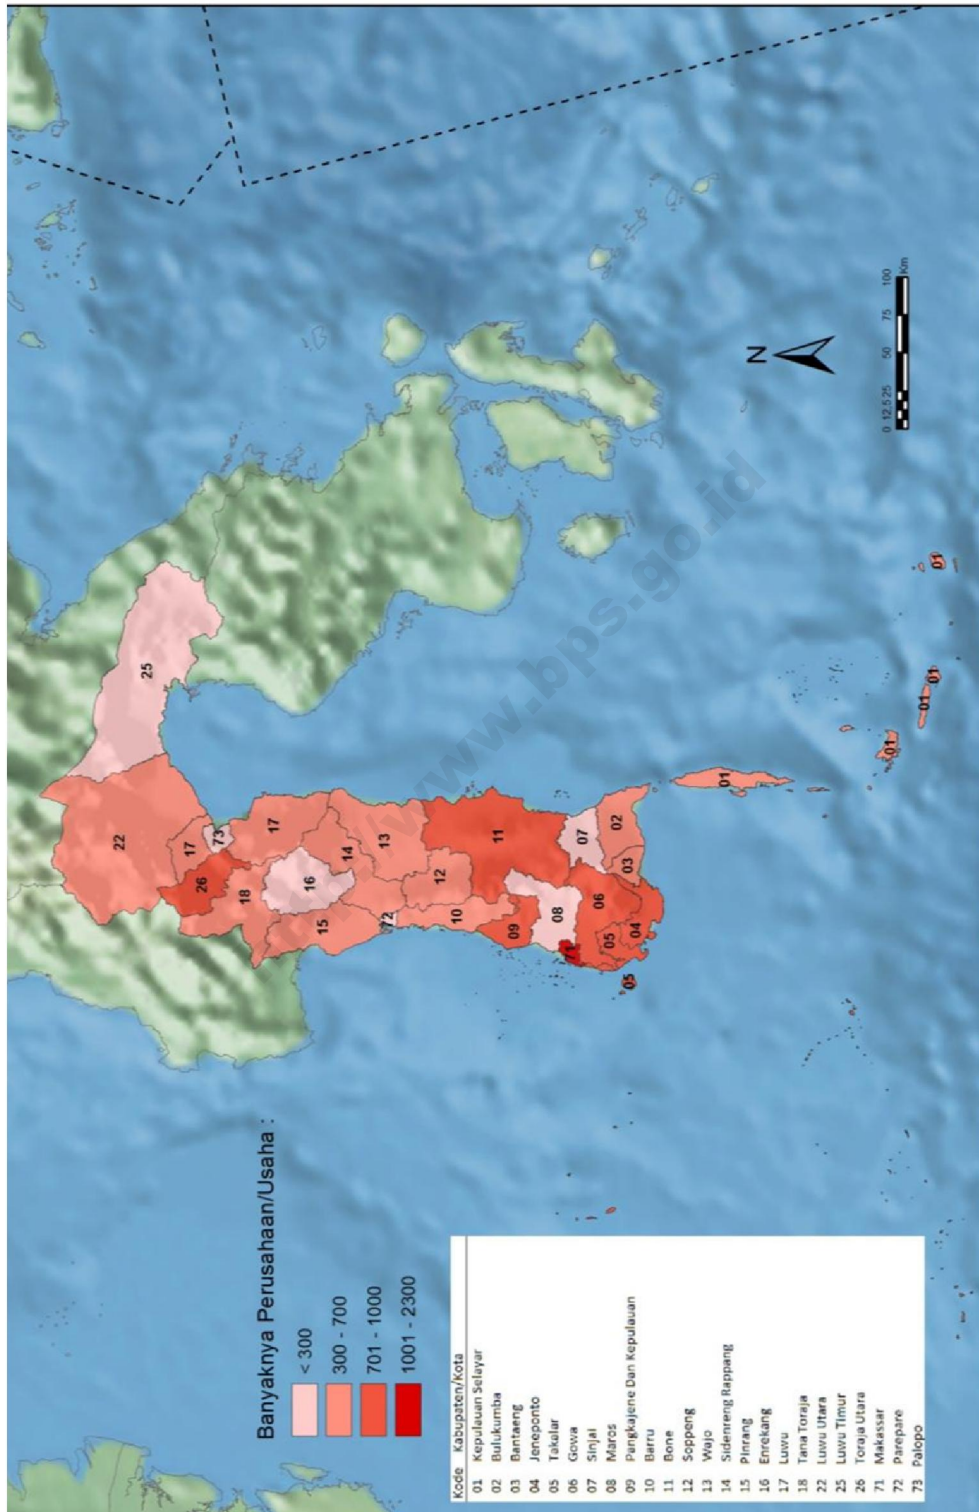 Banyaknya Perusahaan/Usaha :
< 300
300 - 700
701 - 1000
1001 - 2300
Kode Kabupaten/Kota
01 Kepulauan Selayar
02 Bulukumba
03 Bantaeng
04 Jeneponto
05 Takalar
06 Gowa
07 Sinjai
08 Maros
09 Pangkajene Dan Kepulauan
10 Barru
11 Bone
12 Soppeng
13 Wajo
14 Sidenreng Rappang
15 Pinrang
16 Enrekang
17 Luwu
18 Tana Toraja
22 Luwu Utara
25 Luwu Timur
26 Toraja Utara
71 Makassar
72 Parepare
73 Palopo
25
22
17
73
26
18
17
16
14
15
13
72
12
10
11
09
08
07
02
71
06
03
05
04
05
01
01
01
01
01
N
0 12.5 25 50 75 100
Km
www.bps.go.id